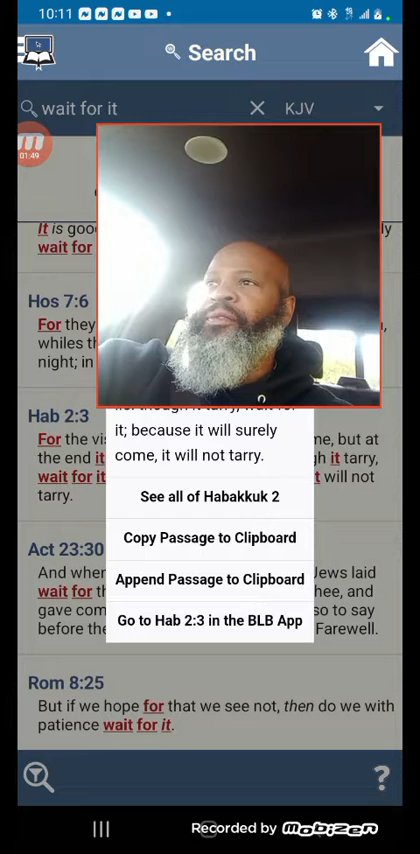 10:11
Search
wait for it
KJV
01:49
It is good
ly
wait for
Hos 7:6
For they
whiles th
night; in
it; because it will surely
come, it will not tarry.
See all of Habakkuk 2
Copy Passage to Clipboard
Append Passage to Clipboard
Go to Hab 2:3 in the BLB App
Hab 2:3
For the vis
me, but at
the end it
gh it tarry,
wait for it
t will not
tarry.
Act 23:30
And when
Jews laid
wait for th
hee, and
gave com
so to say
before the
Farewell.
Rom 8:25
But if we hope for that we see not, then do we with
patience wait for it.
?
Recorded by mobizen